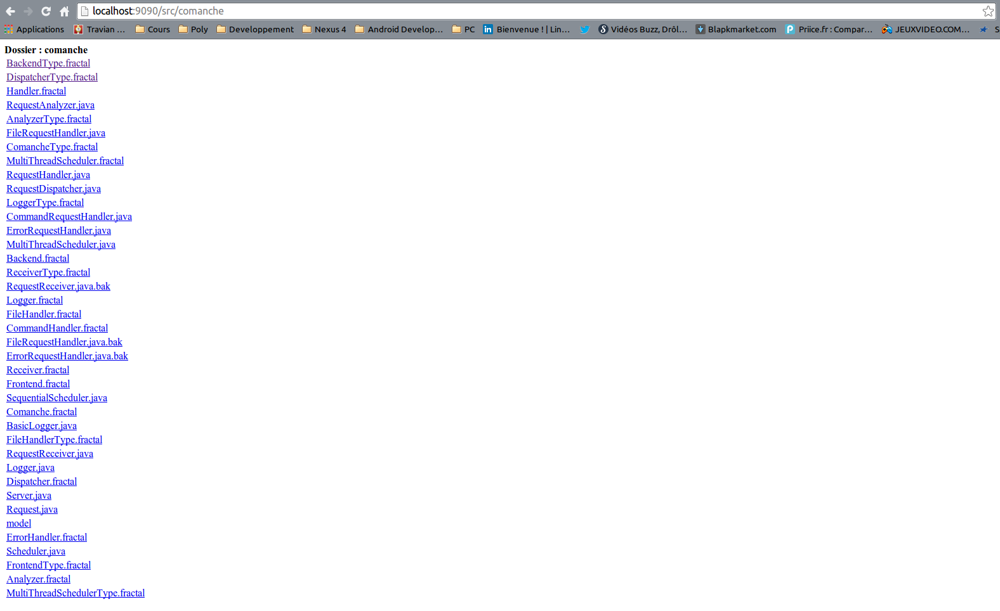 localhost:9090/src/comanche
Applications Travian ... Cours Poly Developpement Nexus 4 Android Develop... PC Bienvenue ! | Lin... Vidéos Buzz, Drôl... Blapkmarket.com Priice.fr : Compar... JEUXVIDEO.COM... S
Dossier : comanche
BackendType.fractal
DispatcherType.fractal
Handler.fractal
RequestAnalyzer.java
AnalyzerType.fractal
FileRequestHandler.java
ComancheType.fractal
MultiThreadScheduler.fractal
RequestHandler.java
RequestDispatcher.java
LoggerType.fractal
CommandRequestHandler.java
ErrorRequestHandler.java
MultiThreadScheduler.java
Backend.fractal
ReceiverType.fractal
RequestReceiver.java.bak
Logger.fractal
FileHandler.fractal
CommandHandler.fractal
FileRequestHandler.java.bak
ErrorRequestHandler.java.bak
Receiver.fractal
Frontend.fractal
SequentialScheduler.java
Comanche.fractal
BasicLogger.java
FileHandlerType.fractal
RequestReceiver.java
Logger.java
Dispatcher.fractal
Server.java
Request.java
model
ErrorHandler.fractal
Scheduler.java
FrontendType.fractal
Analyzer.fractal
MultiThreadSchedulerType.fractal